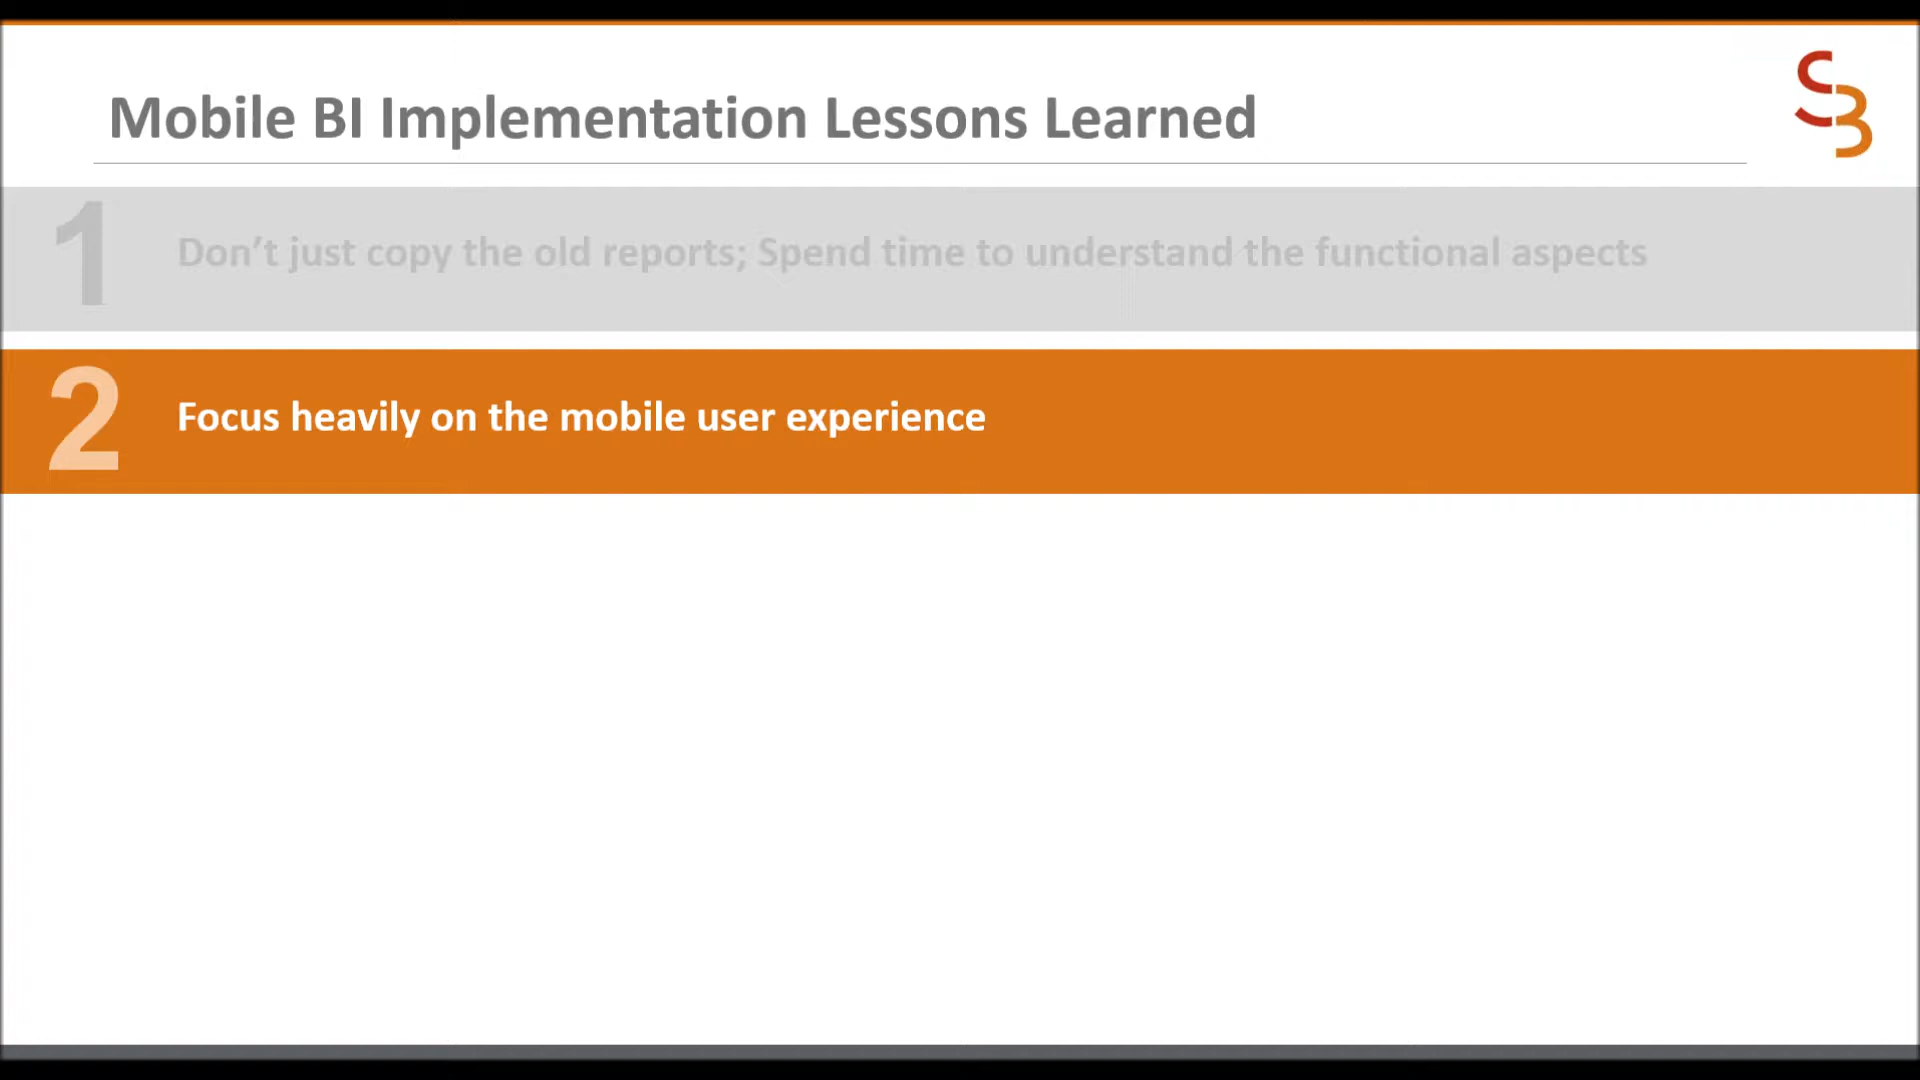 Mobile BI Implementation Lessons Learned
SB
1
Don’t just copy the old reports; Spend time to understand the functional aspects
2
Focus heavily on the mobile user experience